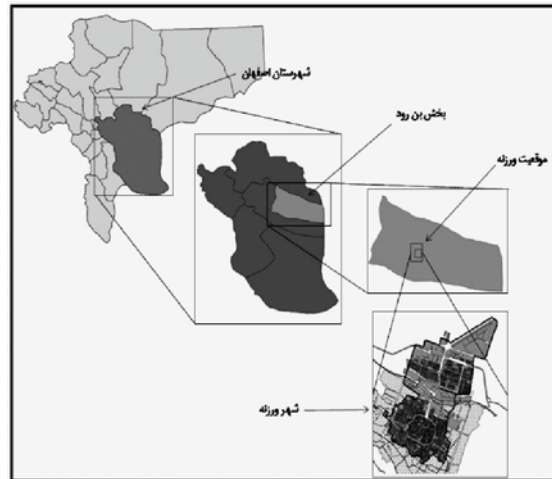 شهرستان اصفهان
بخش بن رود
موقعیت ورزنه
شهر ورزنه